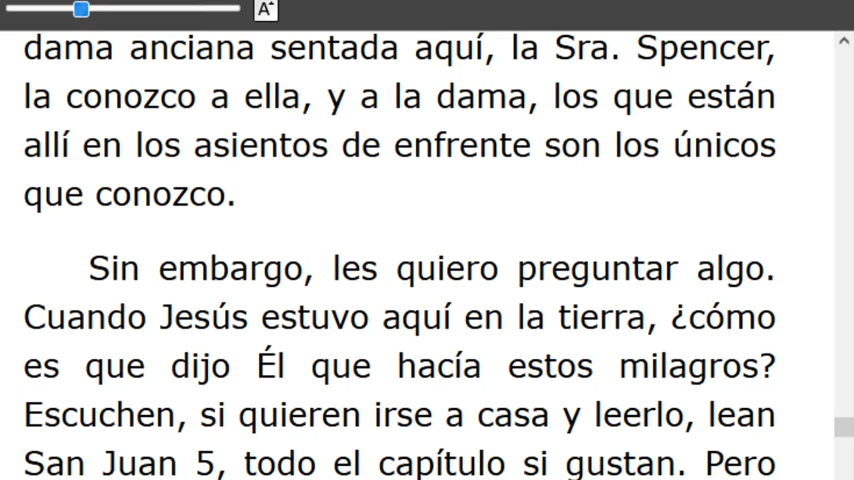 A
dama anciana sentada aquí, la Sra. Spencer,
la conozco a ella, y a la dama, los que están
allí en los asientos de enfrente son los únicos
que conozco.
Sin embargo, les quiero preguntar algo.
Cuando Jesús estuvo aquí en la tierra, ¿cómo
es que dijo Él que hacía estos milagros?
Escuchen, si quieren irse a casa y leerlo, lean
San Juan 5, todo el capítulo si gustan. Pero